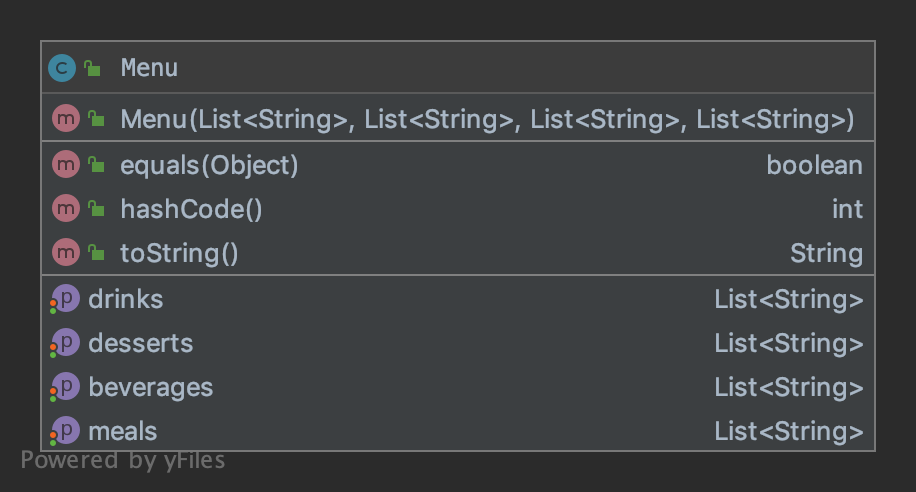 Menu
Menu(List<String>, List<String>, List<String>, List<String>)
equals(Object) boolean
hashCode() int
toString() String
drinks List<String>
desserts List<String>
beverages List<String>
meals List<String>
Powered by yFiles